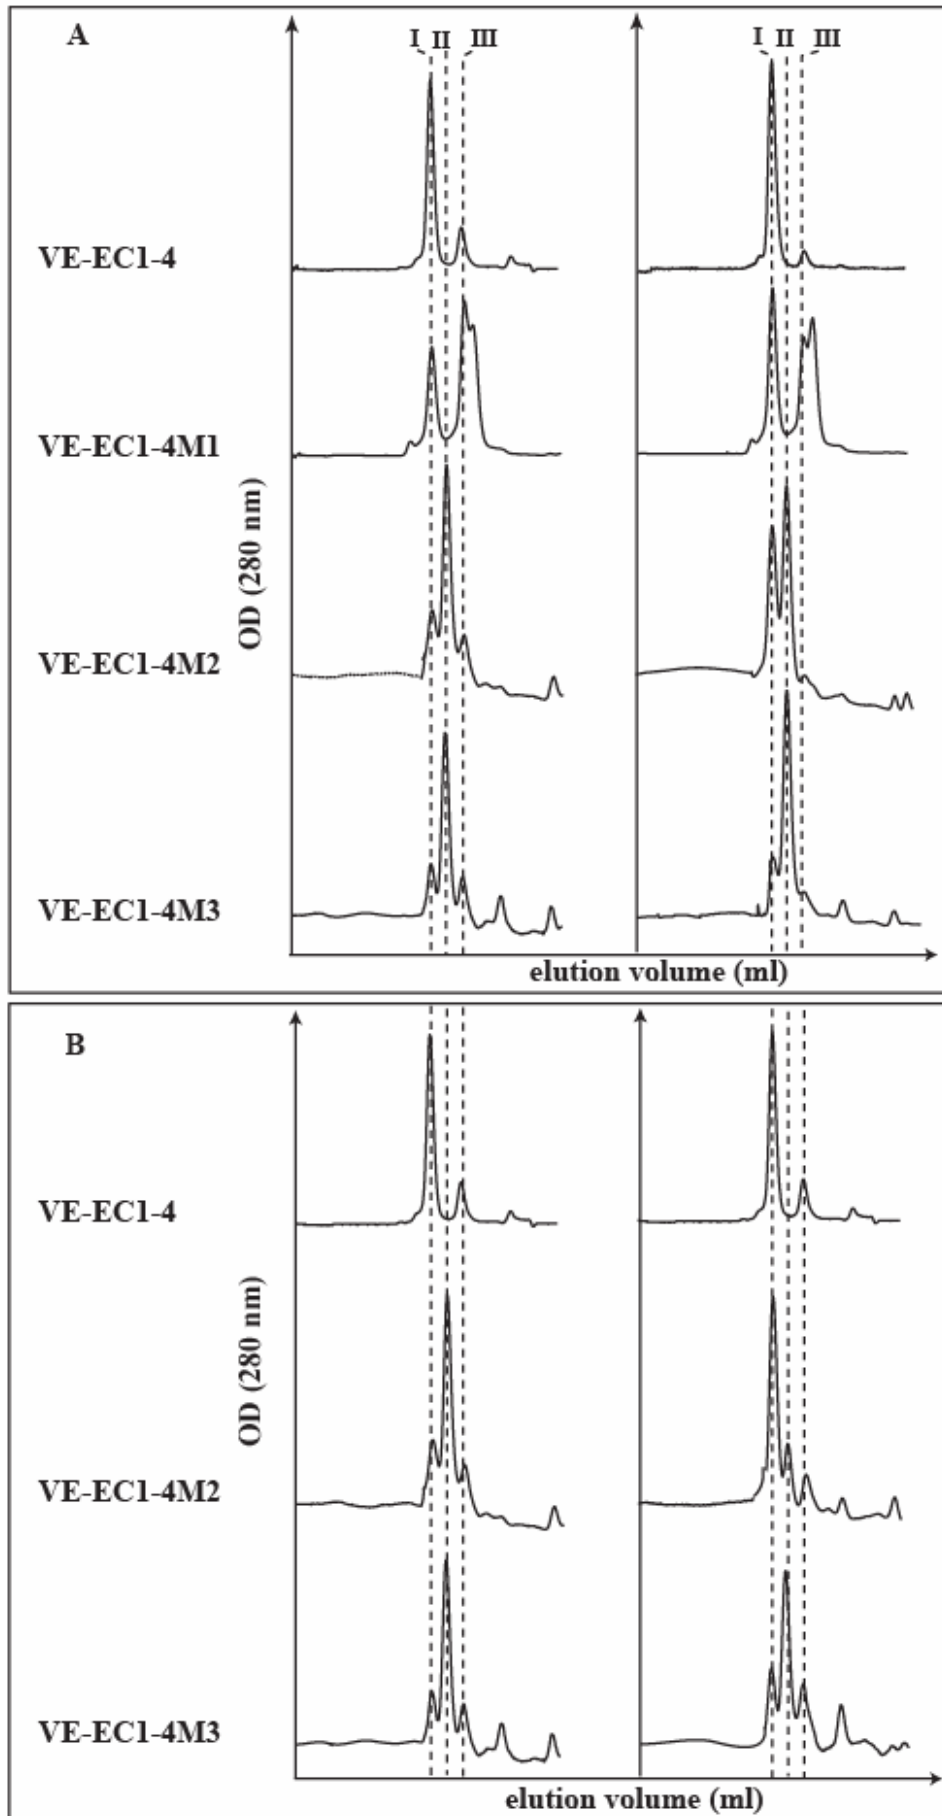 A
I II III I II III
VE-EC1-4
VE-EC1-4M1
OD (280 nm)
VE-EC1-4M2
VE-EC1-4M3
elution volume (ml)
B
VE-EC1-4
OD (280 nm)
VE-EC1-4M2
VE-EC1-4M3
elution volume (ml)